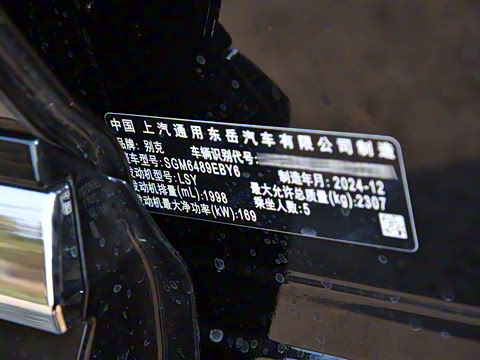 中国 上汽通用东岳汽车有限公司制造
品牌:别克 车辆识别代号:
车型号:SGM6489EBY6 制造年月:2024-12
发动机型号:LSY 最大允许总质量(kg):2307
发动机排量(mL):1998 乘坐人数:5
发动机最大净功率(kW):169